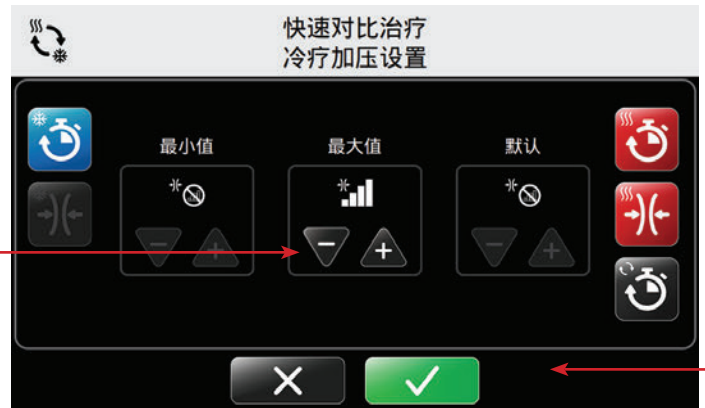 快速对比治疗
冷疗加压设置
最小值
最大值
默认